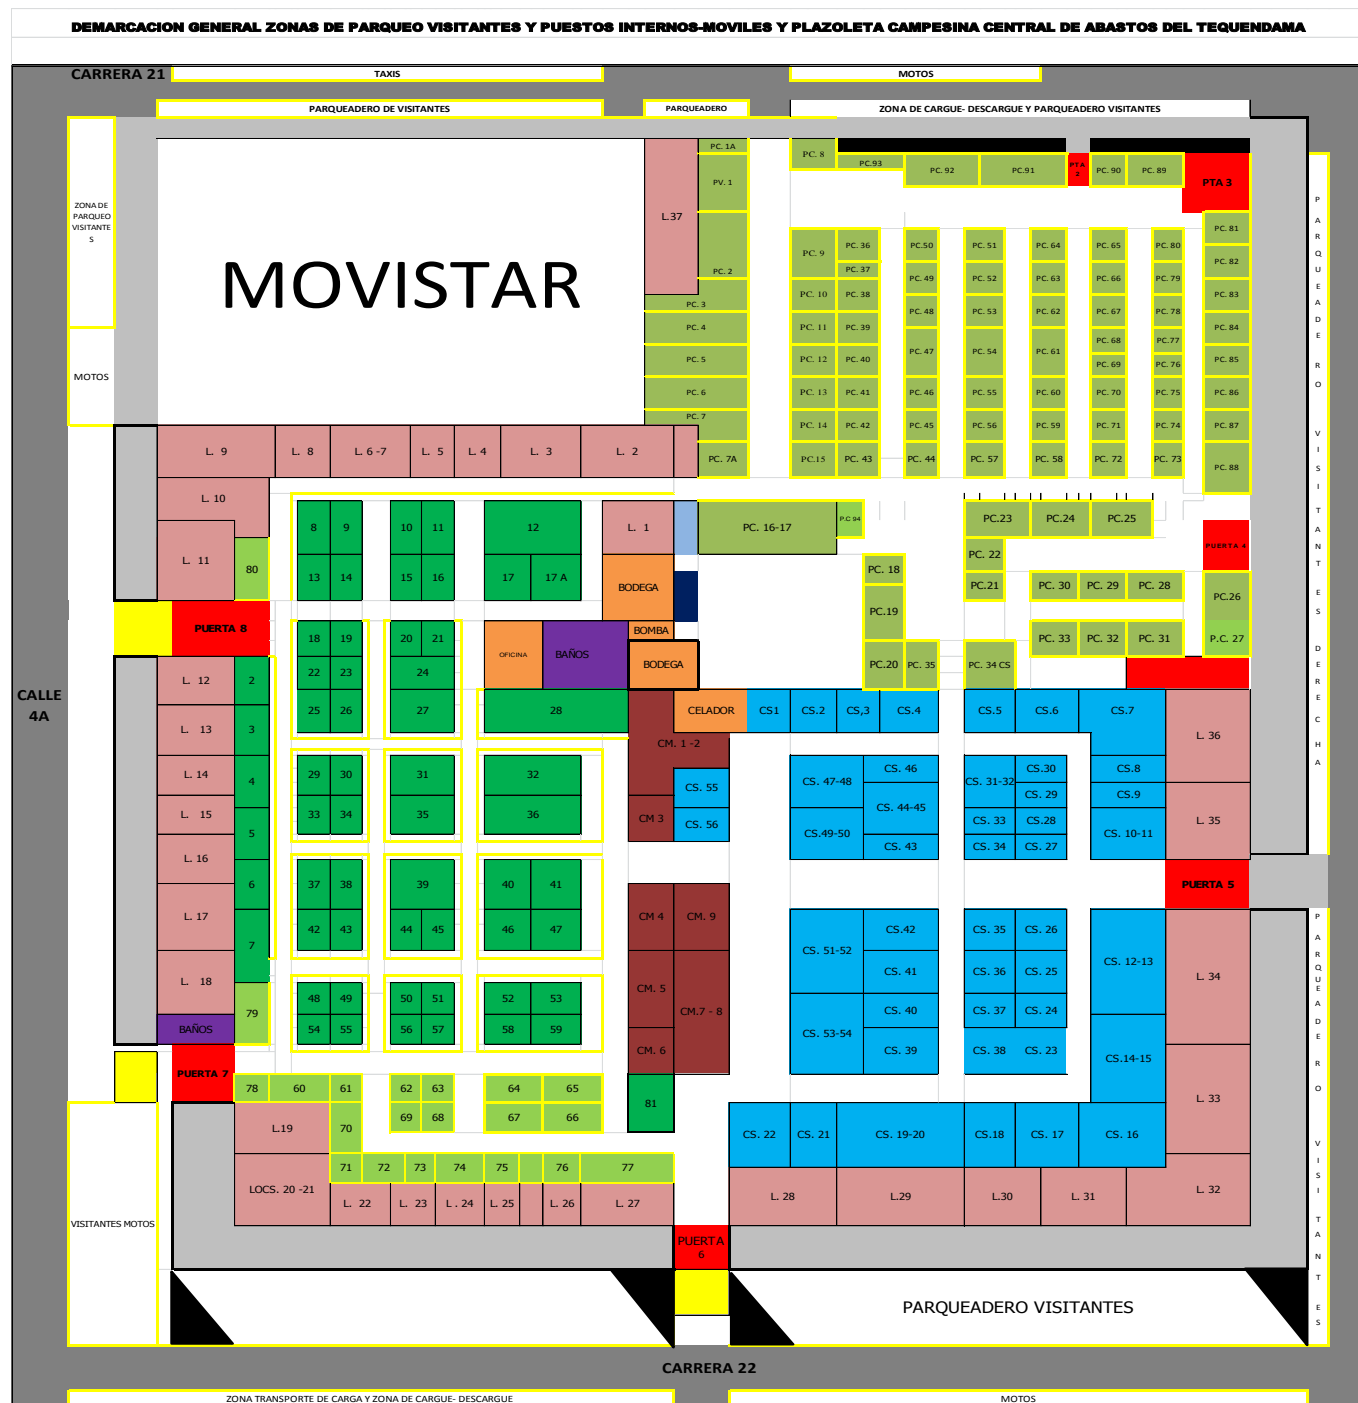 DEMARCACION GENERAL ZONAS DE PARQUEO VISITANTES Y PUESTOS INTERNOS-MOVILES Y PLAZOLETA CAMPESINA CENTRAL DE ABASTOS DEL TEQUENDAMA
CARRERA 21
TAXIS
MOTOS
PARQUEADERO DE VISITANTES
PARQUEADERO
ZONA DE CARGUE- DESCARGUE Y PARQUEADERO VISITANTES
ZONA DE
PARQUEO
VISITANTE
S
MOTOS
MOVISTAR
L.37
PC. 1A
PV. 1
PC. 2
PC. 3
PC. 4
PC. 5
PC. 6
PC. 7
PC. 7A
PC. 8
PC.93
PC. 92
PC.91
PTA
PC. 90
PC. 89
PTA 3
PC. 9
PC. 10
PC. 11
PC. 12
PC. 13
PC. 14
PC.15
PC. 36
PC. 37
PC. 38
PC. 39
PC. 40
PC. 41
PC. 42
PC. 43
PC.50
PC. 49
PC. 48
PC. 47
PC. 46
PC. 45
PC. 44
PC. 51
PC. 52
PC. 53
PC. 54
PC. 55
PC. 56
PC. 57
PC. 64
PC. 63
PC. 62
PC. 61
PC. 60
PC. 59
PC. 58
PC. 65
PC. 66
PC. 67
PC. 68
PC. 69
PC. 70
PC. 71
PC. 72
PC. 80
PC. 79
PC. 78
PC.77
PC. 76
PC. 75
PC. 74
PC. 73
PC. 81
PC. 82
PC. 83
PC. 84
PC. 85
PC. 86
PC. 87
PC. 88
PARQUEADERO VISITANTES DERECHA
L. 9
L. 8
L. 6 -7
L. 5
L. 4
L. 3
L. 2
L. 10
L. 11
80
8
9
10
11
12
13
14
15
16
17
17 A
L. 1
BODEGA
PC. 16-17
P.C 94
PC.23
PC.24
PC.25
PC. 22
PC.21
PC. 18
PC.19
PC.20
PC. 35
PC. 34 CS
PC. 30
PC. 29
PC. 28
PC. 33
PC. 32
PC. 31
PUERTA 4
PC.26
P.C. 27
PUERTA 8
18
19
20
21
22
23
24
25
26
27
28
OFICINA
BAÑOS
BOMBA
BODEGA
CALLE
4A
L. 12
L. 13
L. 14
L. 15
L. 16
L. 17
L. 18
BAÑOS
2
3
4
5
6
7
79
CELADOR
CS1
CS.2
CS,3
CS.4
CS.5
CS.6
CS.7
L. 36
CM. 1 -2
CS. 55
CM 3
CS. 56
29
30
31
32
33
34
35
36
CS. 47-48
CS. 46
CS. 44-45
CS.49-50
CS. 43
CS. 31-32
CS.30
CS. 29
CS. 33
CS.28
CS. 34
CS. 27
CS.8
CS.9
CS. 10-11
L. 35
PUERTA 5
37
38
39
40
41
42
43
44
45
46
47
CM 4
CM. 9
CM. 5
CM.7 - 8
CM. 6
CS. 51-52
CS.42
CS. 41
CS. 53-54
CS. 40
CS. 39
CS. 35
CS. 26
CS. 36
CS. 25
CS. 37
CS. 24
CS. 38
CS. 23
CS. 12-13
CS.14-15
L. 34
L. 33
PARQUEADERO VISITANTES
48
49
50
51
52
53
54
55
56
57
58
59
PUERTA 7
78
60
61
62
63
64
65
81
69
68
67
66
L.19
70
CS. 22
CS. 21
CS. 19-20
CS.18
CS. 17
CS. 16
71
72
73
74
75
76
77
LOCS. 20 -21
L. 22
L. 23
L . 24
L. 25
L. 26
L. 27
L. 28
L.29
L.30
L. 31
L. 32
VISITANTES MOTOS
PUERTA
6
PARQUEADERO VISITANTES
CARRERA 22
ZONA TRANSPORTE DE CARGA Y ZONA DE CARGUE- DESCARGUE
MOTOS